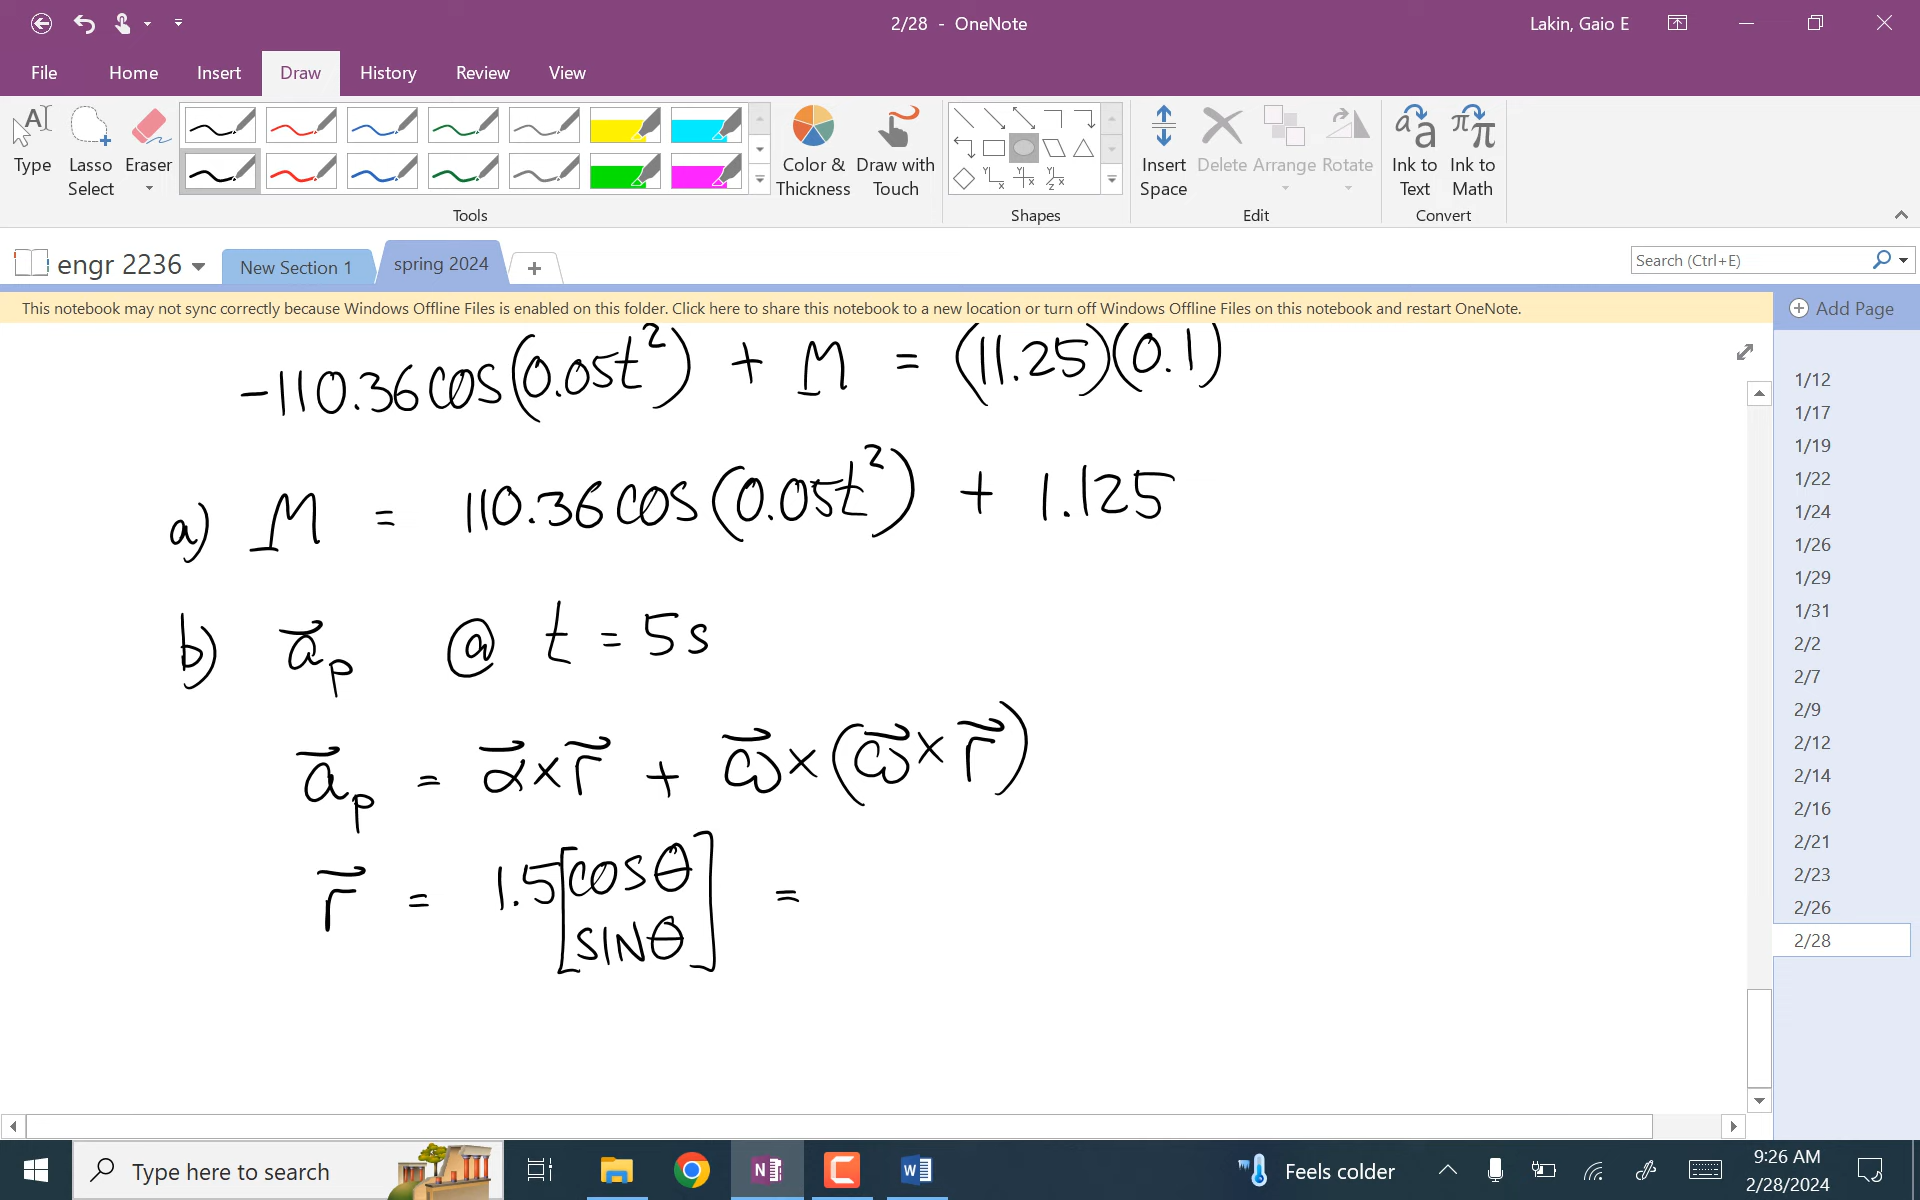 2/28 - OneNote
Lakin, Gaio E
File Home Insert Draw History Review View
Type
Lasso Select
Eraser
Color & Thickness
Draw with Touch
Insert Space
Delete
Arrange
Rotate
Ink to Text
Ink to Math
Tools
Shapes
Edit
Convert
engr 2236
New Section 1
spring 2024
Search (Ctrl+E)
This notebook may not sync correctly because Windows Offline Files is enabled on this folder. Click here to share this notebook to a new location or turn off Windows Offline Files on this notebook and restart OneNote.
Add Page
-110.36cos(0.05t²) + M = (11.25)(0.1)
a) M = 110.36cos(0.05t²) + 1.125
b) a⃗p @ t = 5s
a⃗p = α⃗×r⃗ + ω⃗×(ω⃗×r⃗)
r⃗ = 1.5[cosθ
sinθ] =
1/12
1/17
1/19
1/22
1/24
1/26
1/29
1/31
2/2
2/7
2/9
2/12
2/14
2/16
2/21
2/23
2/26
2/28
Type here to search
Feels colder
9:26 AM
2/28/2024